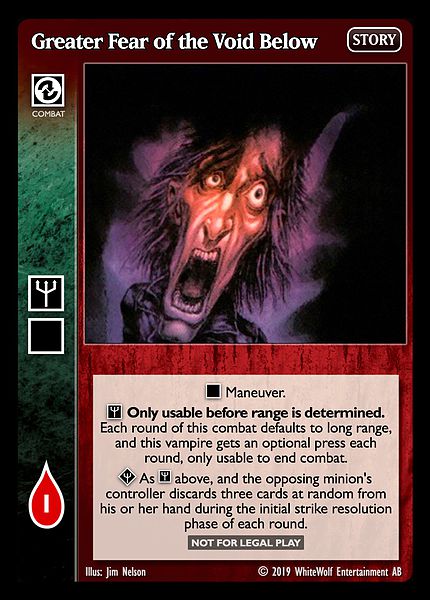 Greater Fear of the Void Below
STORY
COMBAT
Maneuver.
Only usable before range is determined.
Each round of this combat defaults to long range,
and this vampire gets an optional press each
round, only usable to end combat.
As above, and the opposing minion's
controller discards three cards at random from
his or her hand during the initial strike resolution
phase of each round.
1
NOT FOR LEGAL PLAY
Illus: Jim Nelson
© 2019 WhiteWolf Entertainment AB